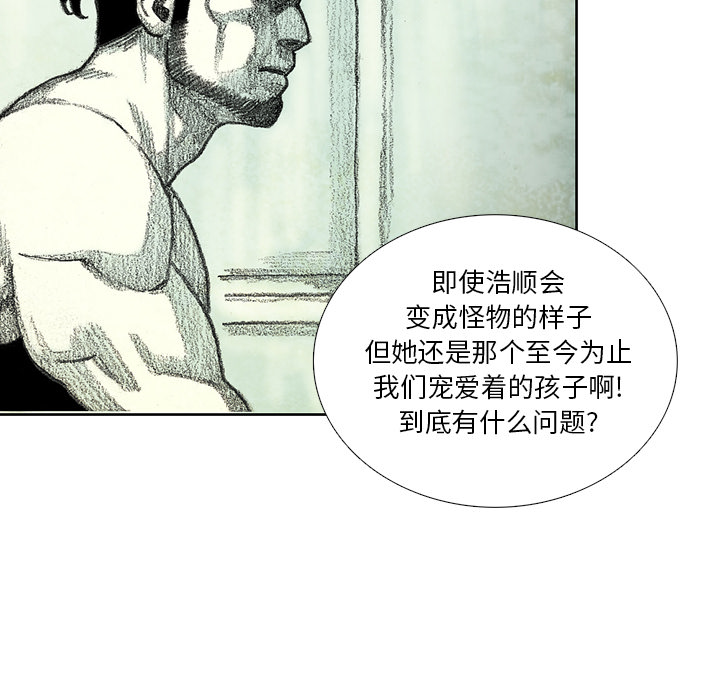 即使浩顺会
变成怪物的样子
但她还是那个至今为止
我们宠爱着的孩子啊!
到底有什么问题?